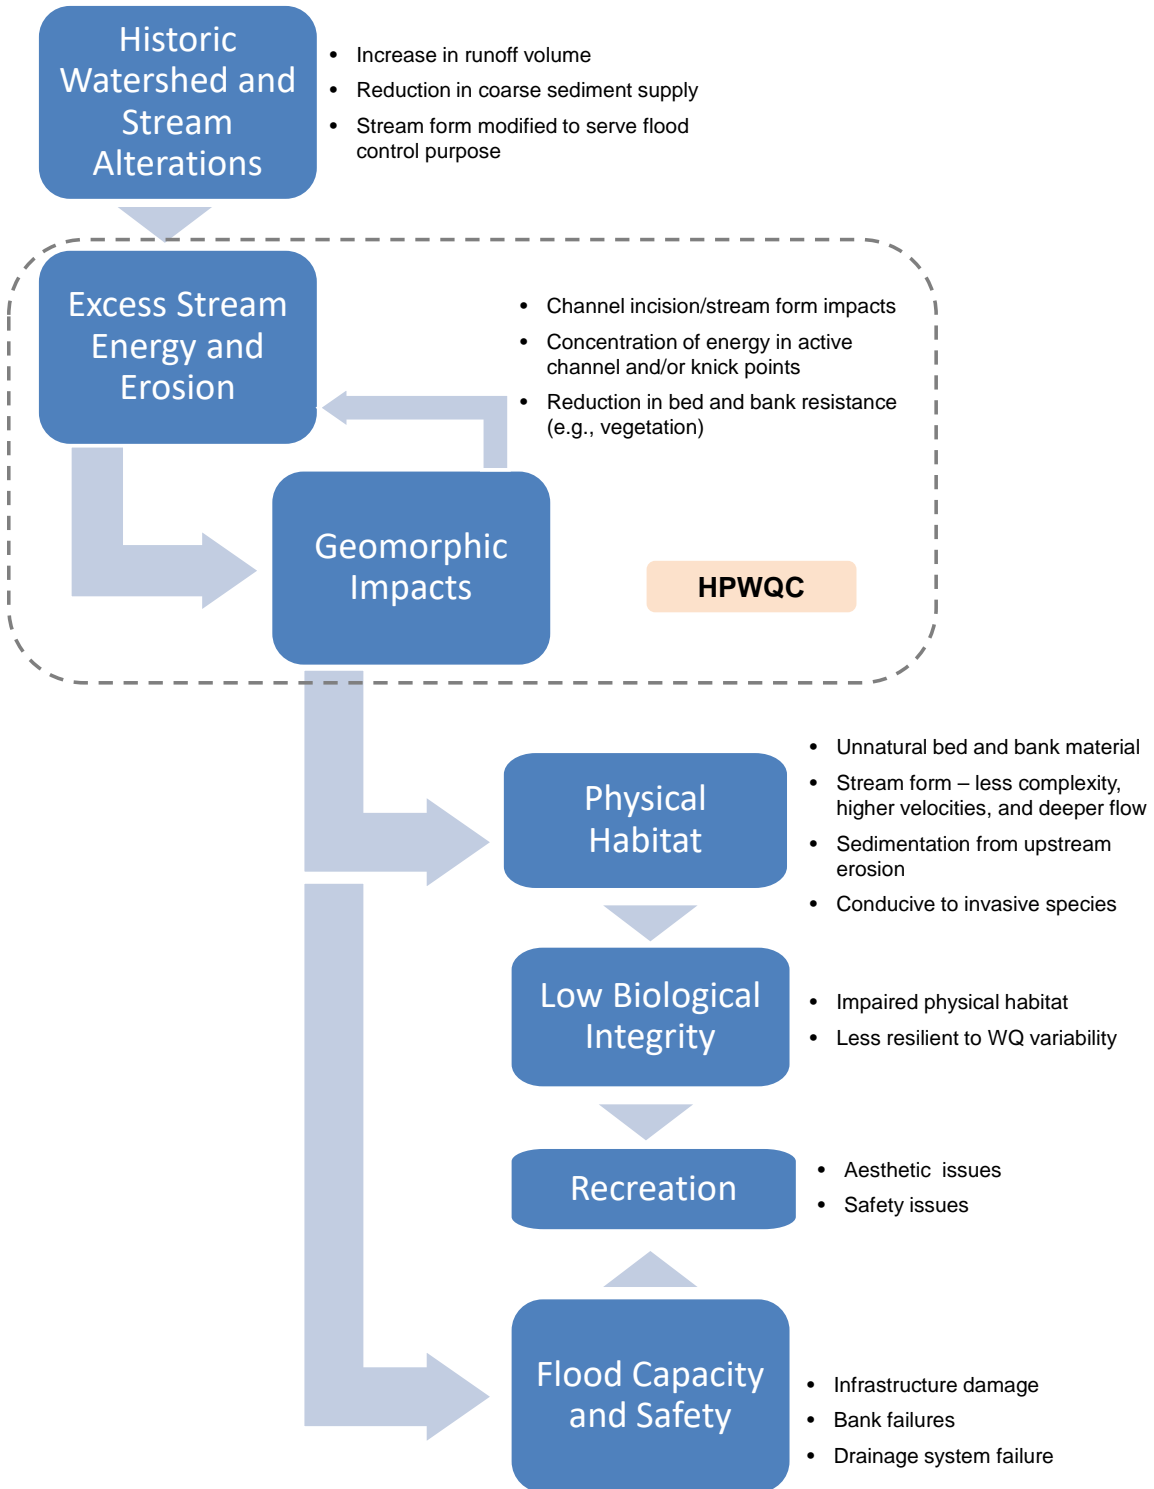 Historic
Watershed and
Stream
Alterations
• Increase in runoff volume
• Reduction in coarse sediment supply
• Stream form modified to serve flood
control purpose
Excess Stream
Energy and
Erosion
• Channel incision/stream form impacts
• Concentration of energy in active
channel and/or knick points
• Reduction in bed and bank resistance
(e.g., vegetation)
Geomorphic
Impacts
HPWQC
Physical
Habitat
• Unnatural bed and bank material
• Stream form – less complexity,
higher velocities, and deeper flow
• Sedimentation from upstream
erosion
• Conducive to invasive species
Low Biological
Integrity
• Impaired physical habitat
• Less resilient to WQ variability
Recreation
• Aesthetic issues
• Safety issues
Flood Capacity
and Safety
• Infrastructure damage
• Bank failures
• Drainage system failure